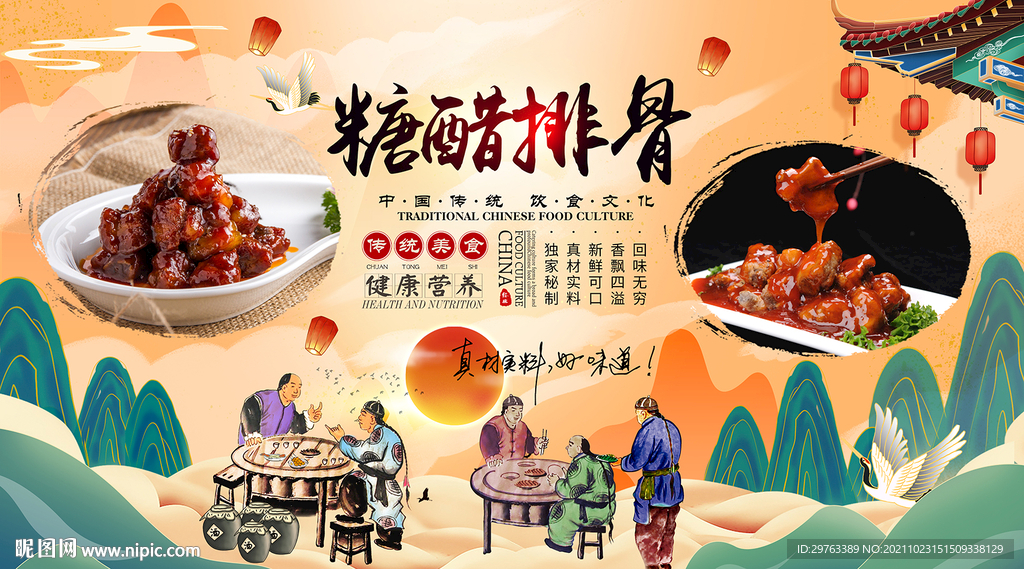 糖醋排骨
中·国·传·统 饮·食·文·化
TRADITIONAL CHINESE FOOD CULTURE
传统美食
CHUAN TONG MEI SHI
健康营养
HEALTH AND NUTRITION
CHINA
FOOD CULTURE
回味无穷
香飘四溢
新鲜可口
真材实料
独家秘制
真材实料,好味道!
昵图网 www.nipic.com
ID:29763389 NO:20211023151509338129